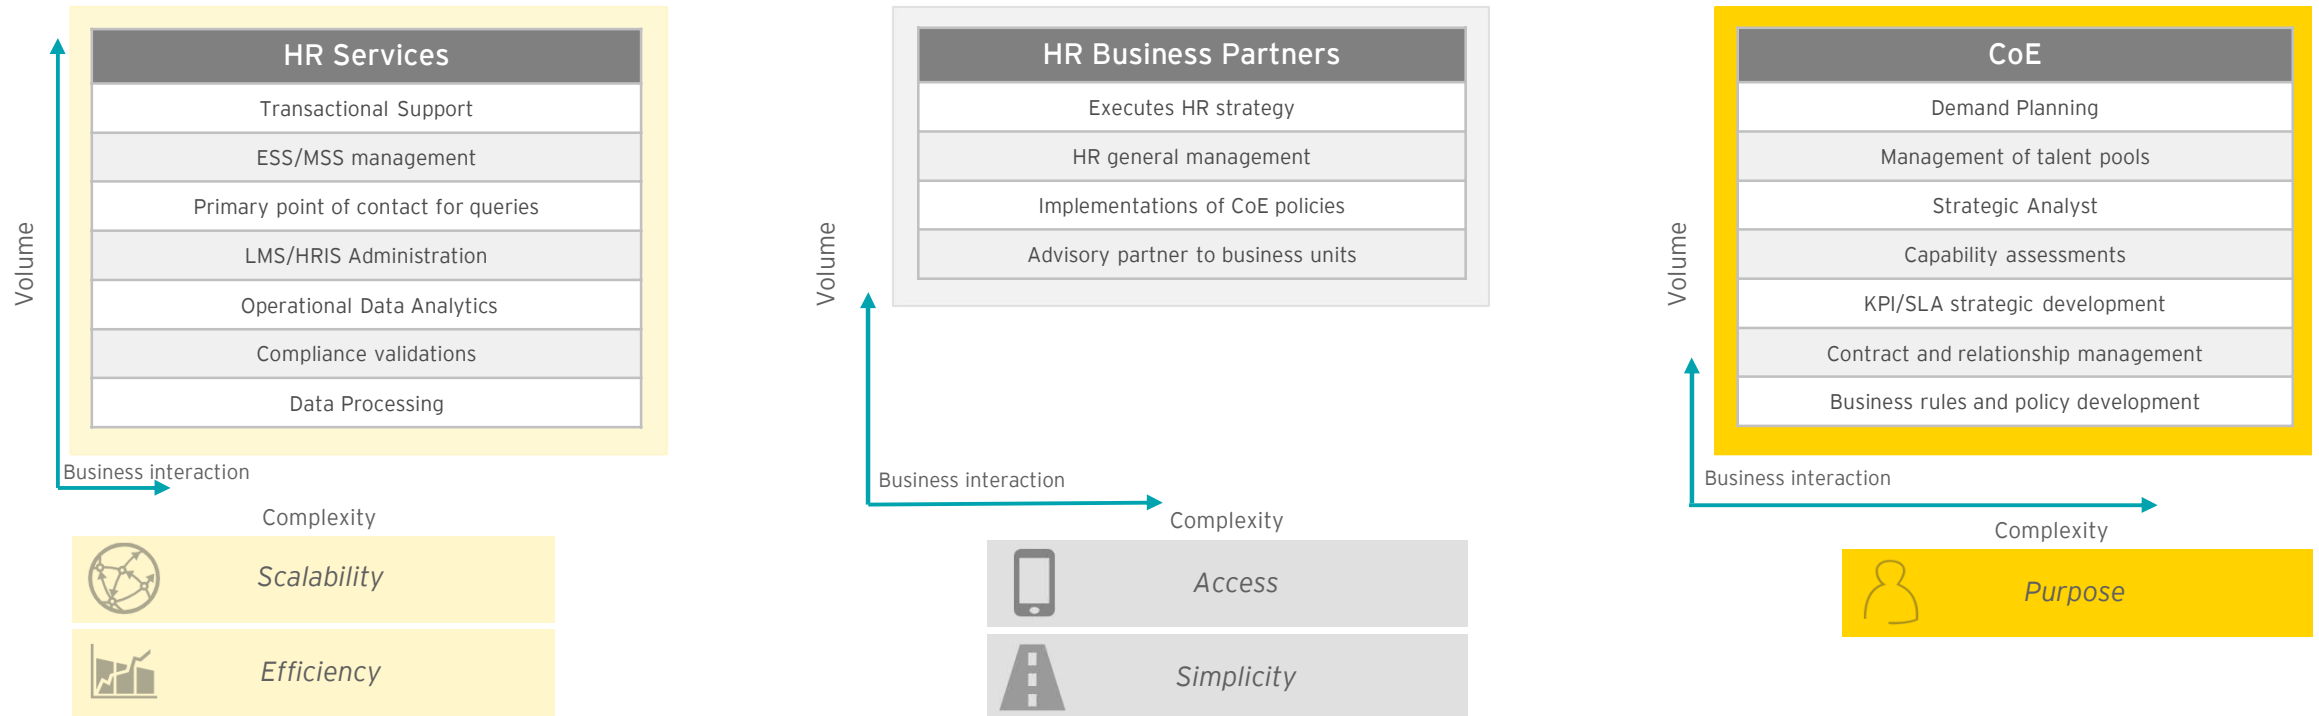 Volume
HR Services
Transactional Support
ESS/MSS management
Primary point of contact for queries
LMS/HRIS Administration
Operational Data Analytics
Compliance validations
Data Processing
Business interaction
Complexity
Scalability
Efficiency
Volume
HR Business Partners
Executes HR strategy
HR general management
Implementations of CoE policies
Advisory partner to business units
Business interaction
Complexity
Access
Simplicity
Volume
CoE
Demand Planning
Management of talent pools
Strategic Analyst
Capability assessments
KPI/SLA strategic development
Contract and relationship management
Business rules and policy development
Business interaction
Complexity
Purpose